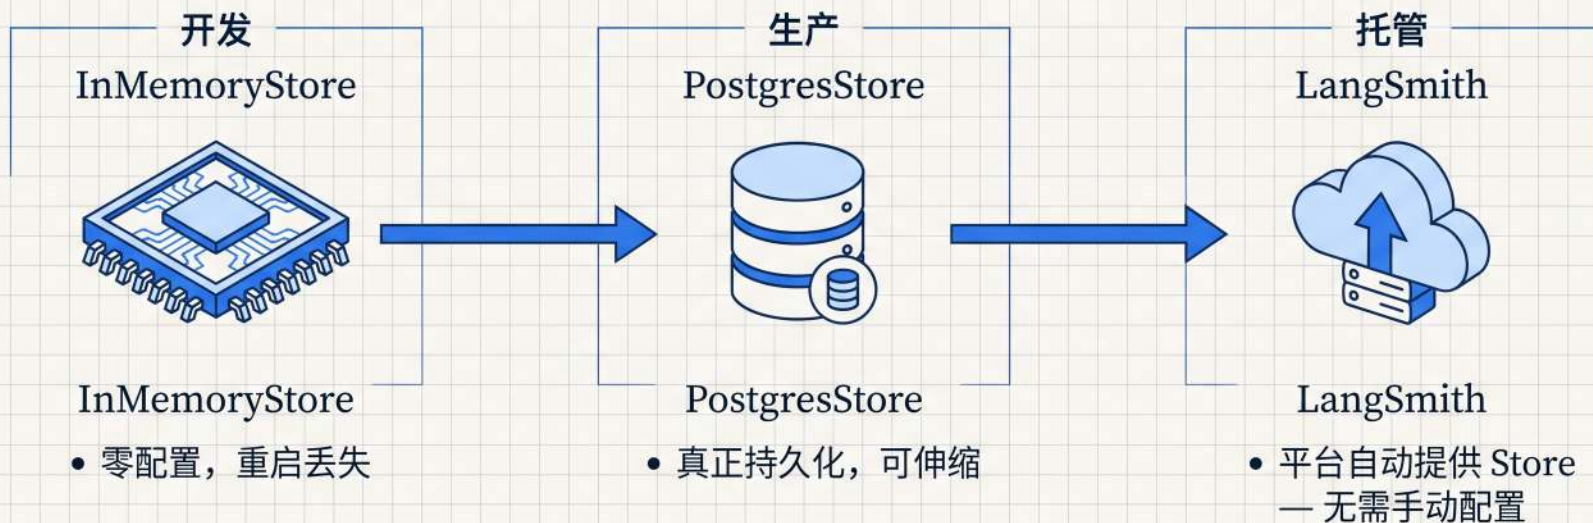 开发
InMemoryStore
InMemoryStore
• 零配置，重启丢失
生产
PostgresStore
PostgresStore
• 真正持久化，可伸缩
托管
LangSmith
LangSmith
• 平台自动提供 Store
— 无需手动配置